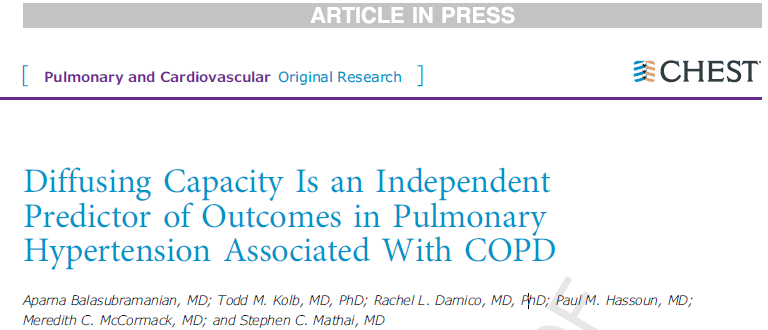 ARTICLE IN PRESS
[ Pulmonary and Cardiovascular Original Research ]
CHEST
Diffusing Capacity Is an Independent
Predictor of Outcomes in Pulmonary
Hypertension Associated With COPD
Aparna Balasubramanian, MD; Todd M. Kolb, MD, PhD; Rachel L. Damico, MD, PhD; Paul M. Hassoun, MD;
Meredith C. McCormack, MD; and Stephen C. Mathai, MD
OF